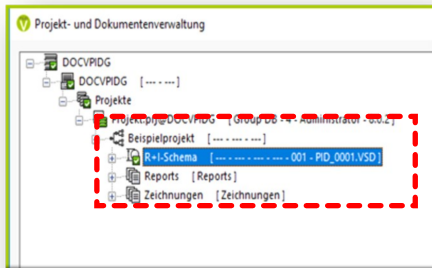 Projekt- und Dokumentenverwaltung
DOCVPIDG
DOCVPIDG [ --- - --- ]
Projekte
Projekt.prj@DOCVPIDG [ Group DB - 4 - Administrator - 6.0.2 ]
Beispielprojekt [ --- - --- - --- ]
R+I-Schema [ --- - --- - --- - --- - 001 - PID_0001.VSD ]
Reports [ Reports ]
Zeichnungen [ Zeichnungen ]